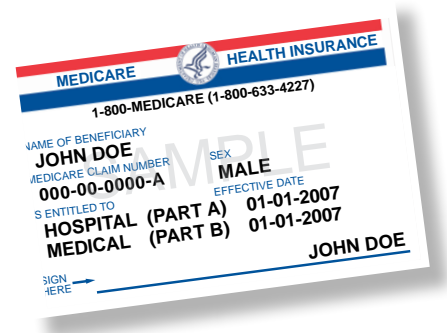 MEDICARE HEALTH INSURANCE
1-800-MEDICARE (1-800-633-4227)
NAME OF BENEFICIARY
JOHN DOE
MEDICARE CLAIM NUMBER SEX
000-00-0000-A MALE
IS ENTITLED TO EFFECTIVE DATE
HOSPITAL (PART A) 01-01-2007
MEDICAL (PART B) 01-01-2007
SIGN
HERE JOHN DOE
SAMPLE